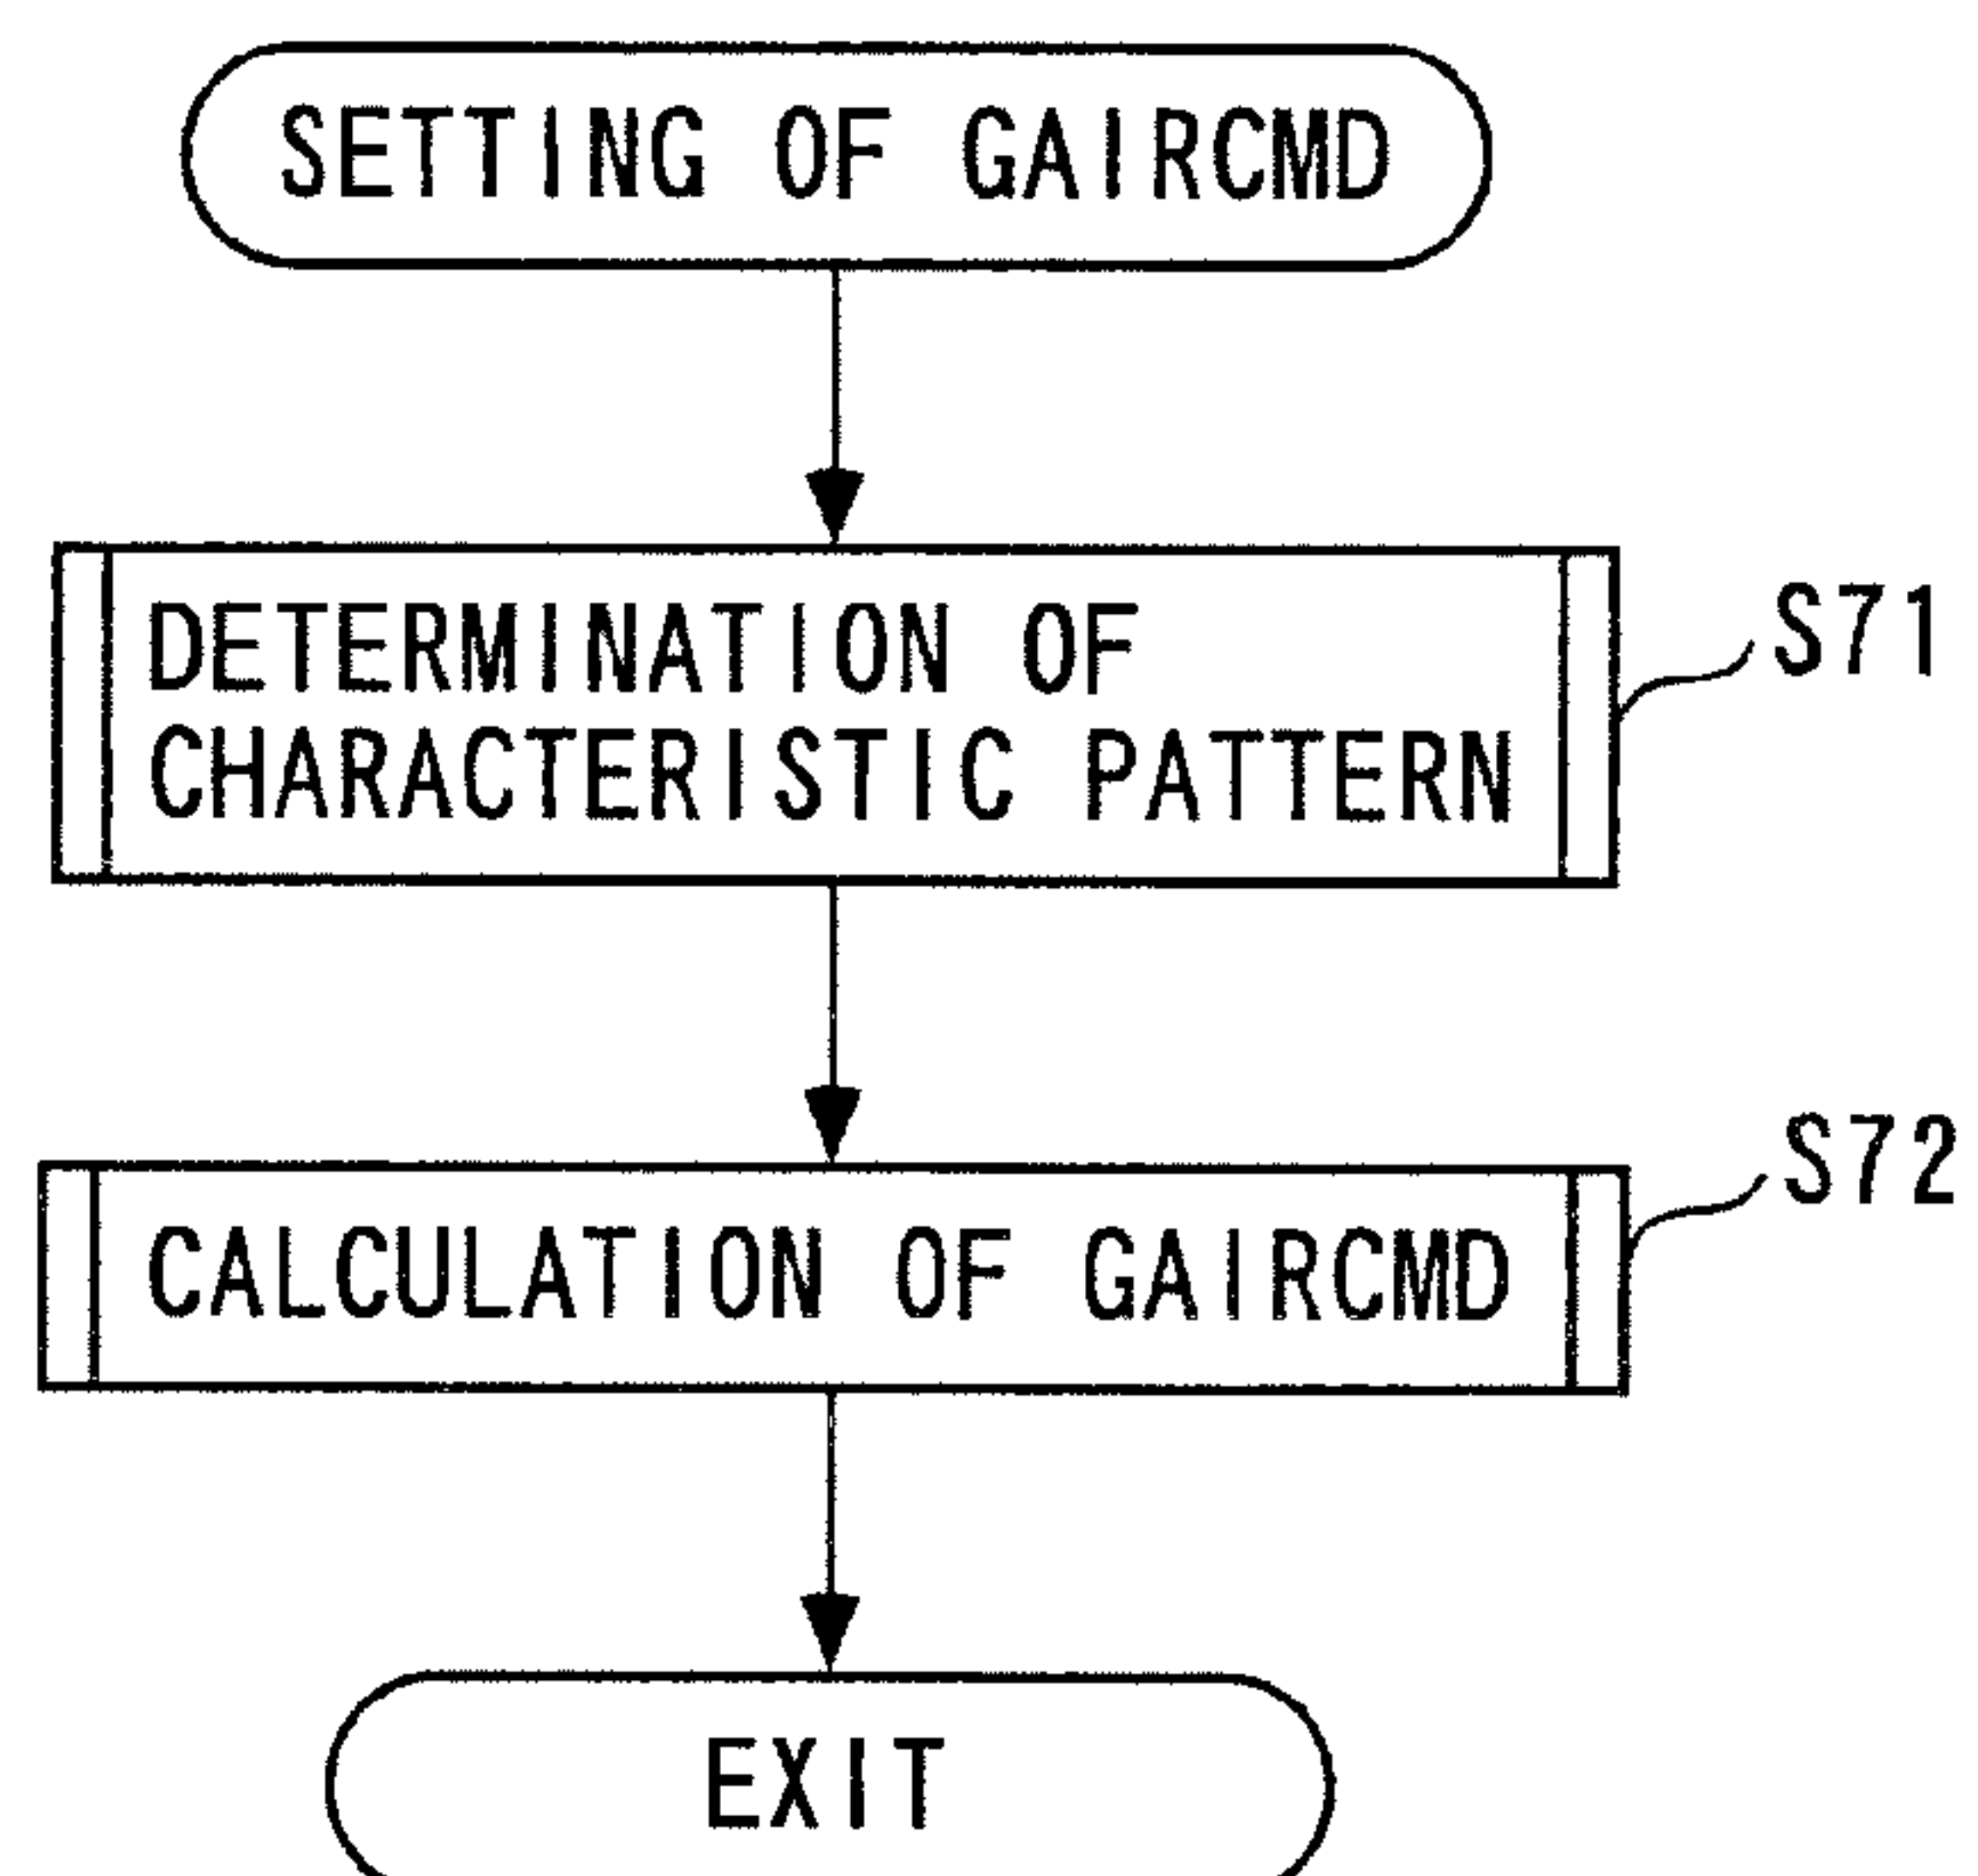 SETTING OF GAIRCMD
DETERMINATION OF
CHARACTERISTIC PATTERN
S71
CALCULATION OF GAIRCMD
S72
EXIT